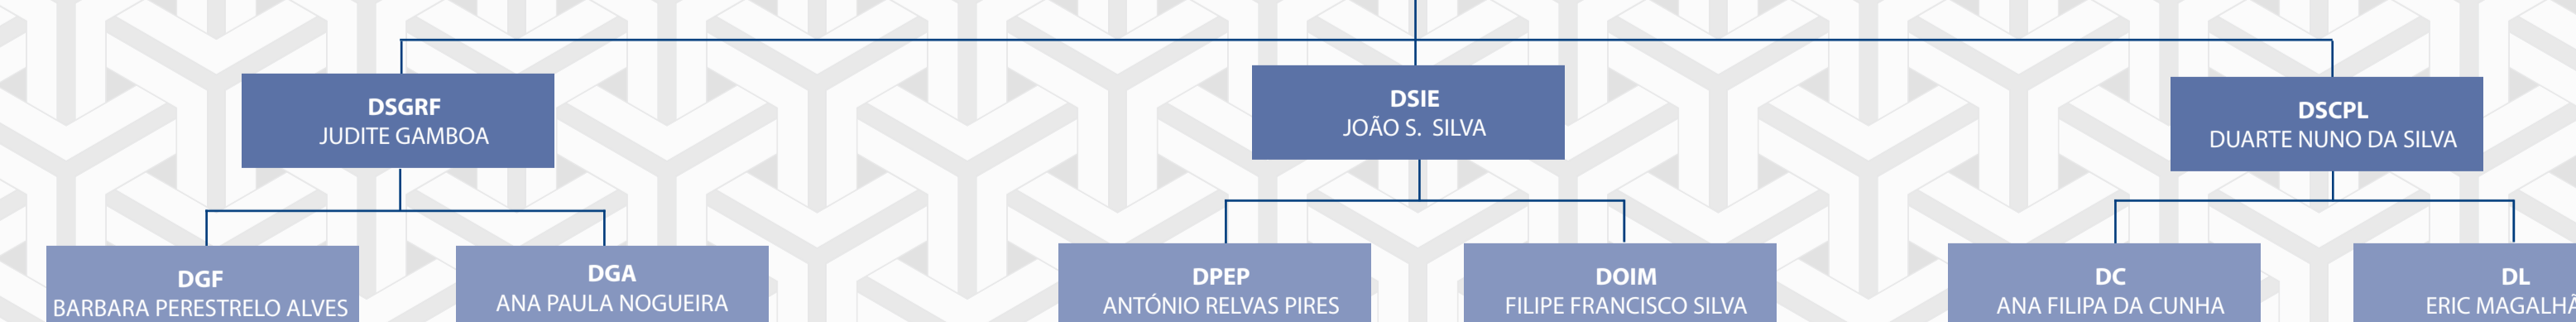 DSGRF
JUDITE GAMBOA
DSIE
JOÃO S. SILVA
DSCPL
DUARTE NUNO DA SILVA
DGF
BARBARA PERESTRELO ALVES
DGA
ANA PAULA NOGUEIRA
DPEP
ANTÓNIO RELVAS PIRES
DOIM
FILIPE FRANCISCO SILVA
DC
ANA FILIPA DA CUNHA
DL
ERIC